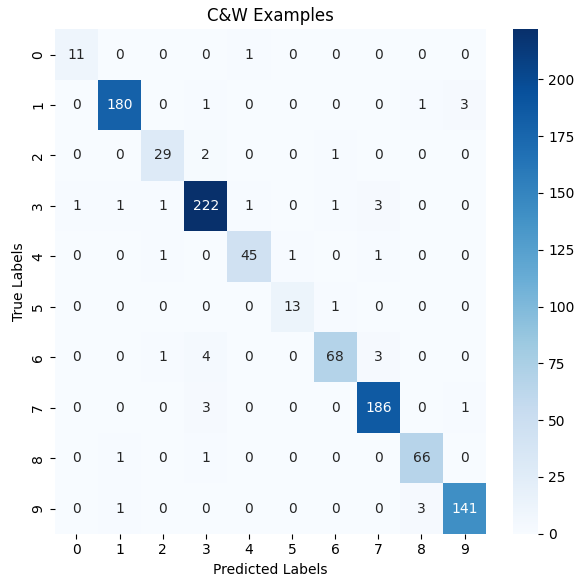 C&W Examples
0 11 0 0 0 1 0 0 0 0 0
1 0 180 0 1 0 0 0 0 1 3
2 0 0 29 2 0 0 1 0 0 0
3 1 1 1 222 1 0 1 3 0 0
4 0 0 1 0 45 1 0 1 0 0
5 0 0 0 0 0 13 1 0 0 0
6 0 0 1 4 0 0 68 3 0 0
7 0 0 0 3 0 0 0 186 0 1
8 0 1 0 1 0 0 0 0 66 0
9 0 1 0 0 0 0 0 0 3 141
0 1 2 3 4 5 6 7 8 9
Predicted Labels
True Labels
200
175
150
125
100
75
50
25
0